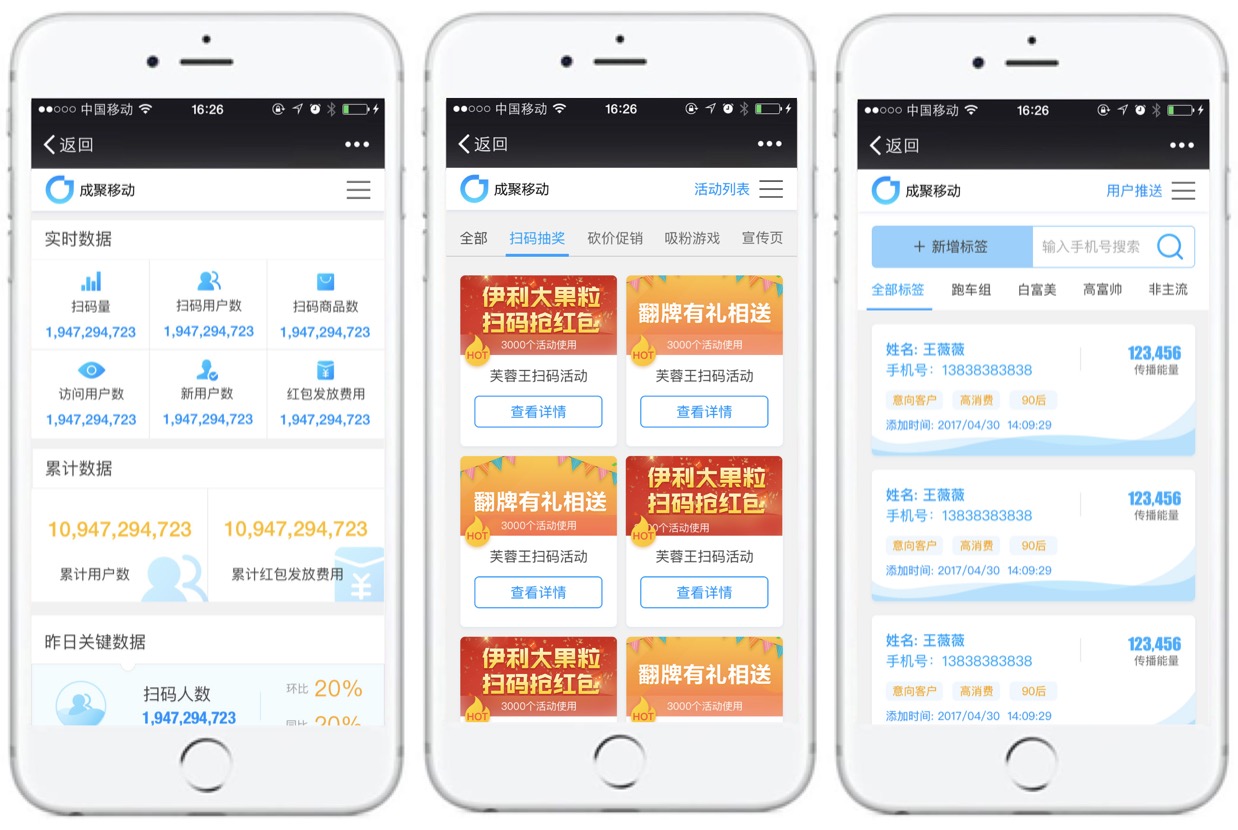 中国移动 16:26
返回
成聚移动
实时数据
扫码量 扫码用户数 扫码商品数
1,947,294,723 1,947,294,723 1,947,294,723
访问用户数 新用户数 红包发放费用
1,947,294,723 1,947,294,723 1,947,294,723
累计数据
10,947,294,723 10,947,294,723
累计用户数 累计红包发放费用
¥
昨日关键数据
扫码人数 环比 20%
1,947,294,723
同比 20%
中国移动 16:26
返回
成聚移动 活动列表
全部 扫码抽奖 砍价促销 吸粉游戏 宣传页
伊利大果粒 翻牌有礼相送
扫码抢红包
3000个活动使用 3000个活动使用
HOT HOT
芙蓉王扫码活动 芙蓉王扫码活动
查看详情 查看详情
翻牌有礼相送 伊利大果粒
扫码抢红包
3000个活动使用 00个活动使用
HOT HOT
芙蓉王扫码活动 芙蓉王扫码活动
查看详情 查看详情
伊利大果粒 翻牌有礼相送
扫码抢红包
3000个活动使用 3000个活动使用
HOT HOT
中国移动 16:26
返回
成聚移动 用户推送
+ 新增标签 输入手机号搜索
全部标签 跑车组 白富美 高富帅 非主流
姓名: 王薇薇 123,456
手机号: 13838383838 传播能量
意向客户 高消费 90后
添加时间: 2017/04/30 14:09:29
姓名: 王薇薇 123,456
手机号: 13838383838 传播能量
意向客户 高消费 90后
添加时间: 2017/04/30 14:09:29
姓名: 王薇薇 123,456
手机号: 13838383838 传播能量
意向客户 高消费 90后
添加时间: 2017/04/30 14:09:29